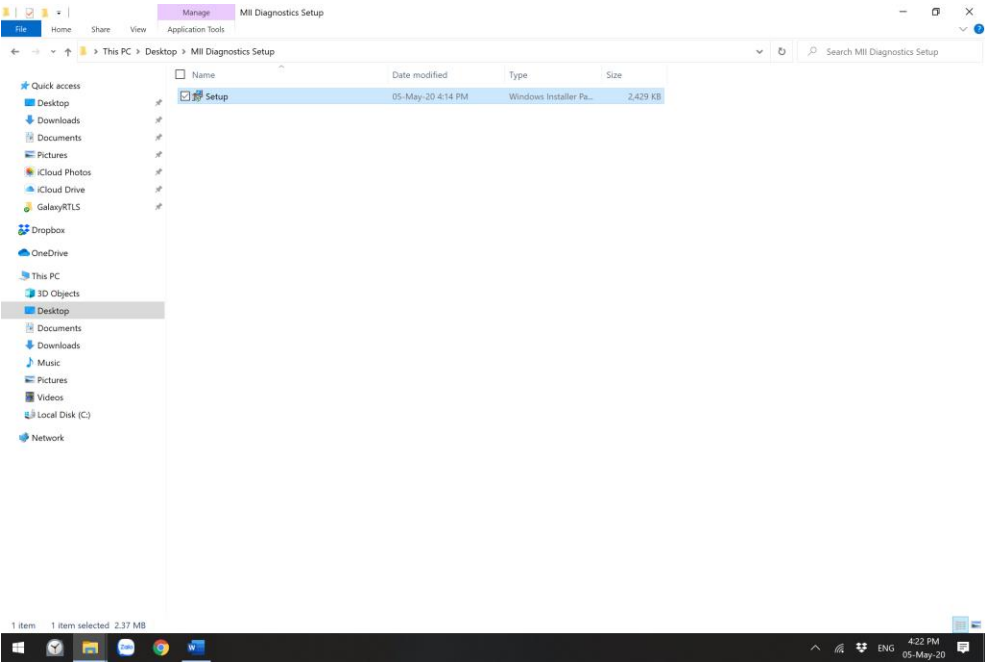 Manage MII Diagnostics Setup
File Home Share View Application Tools
This PC Desktop MII Diagnostics Setup
Search MII Diagnostics Setup
Name Date modified Type Size
Setup 05-May-20 4:14 PM Windows Installer Pa... 2,429 KB
Quick access
Desktop
Downloads
Documents
Pictures
iCloud Photos
iCloud Drive
GalaxyRTLS
Dropbox
OneDrive
This PC
3D Objects
Desktop
Documents
Downloads
Music
Pictures
Videos
Local Disk (C:)
Network
1 item 1 item selected 2.37 MB
Zalo
W
ENG
4:22 PM
05-May-20